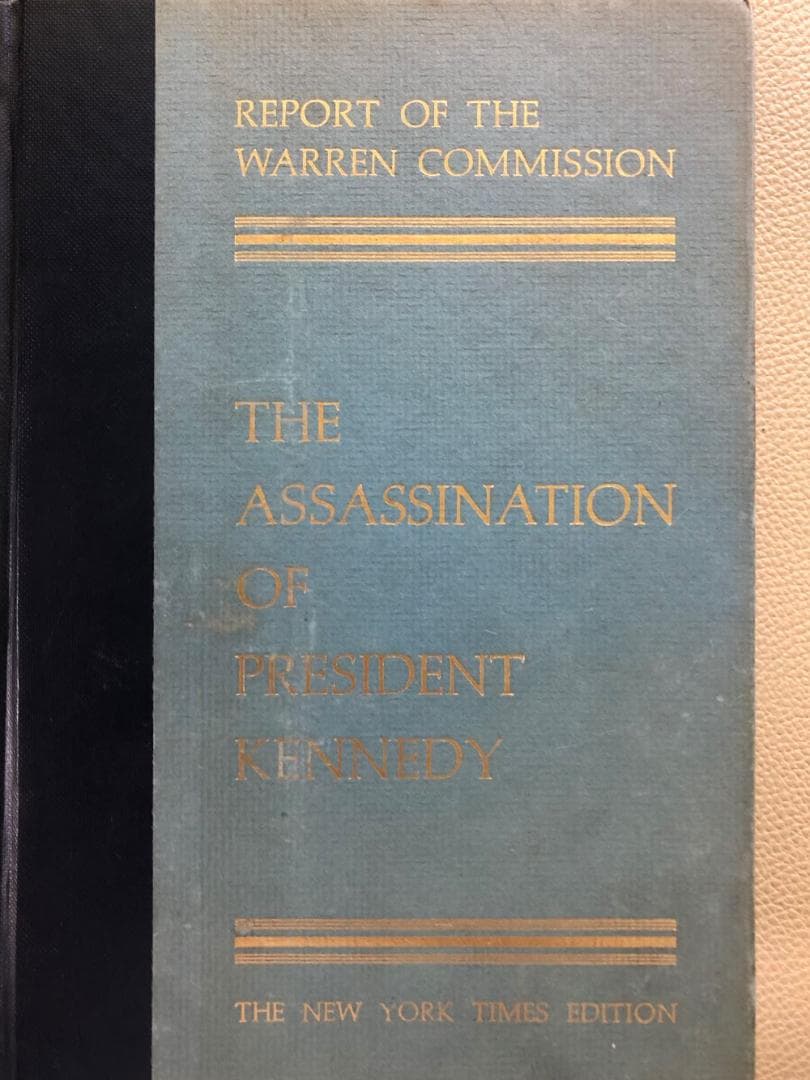 REPORT OF THE
WARREN COMMISSION
THE
ASSASSINATION
OF
PRESIDENT
KENNEDY
THE NEW YORK TIMES EDITION